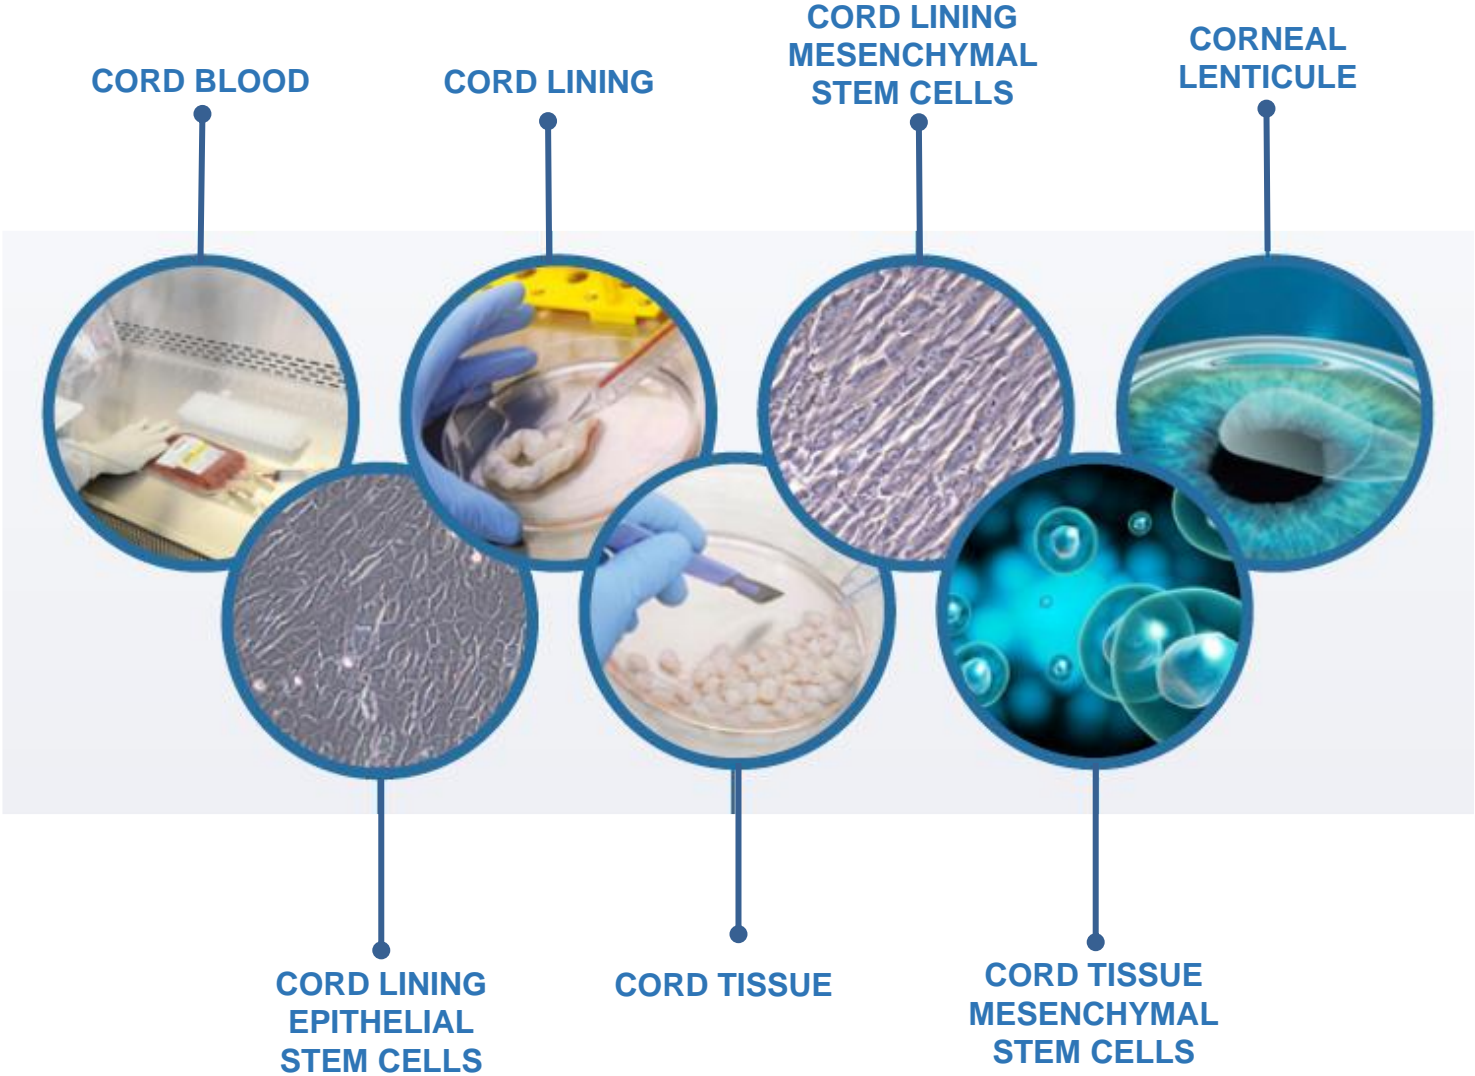 CORD BLOOD
CORD LINING
CORD LINING
MESENCHYMAL
STEM CELLS
CORNEAL
LENTICULE
CORD LINING
EPITHELIAL
STEM CELLS
CORD TISSUE
CORD TISSUE
MESENCHYMAL
STEM CELLS